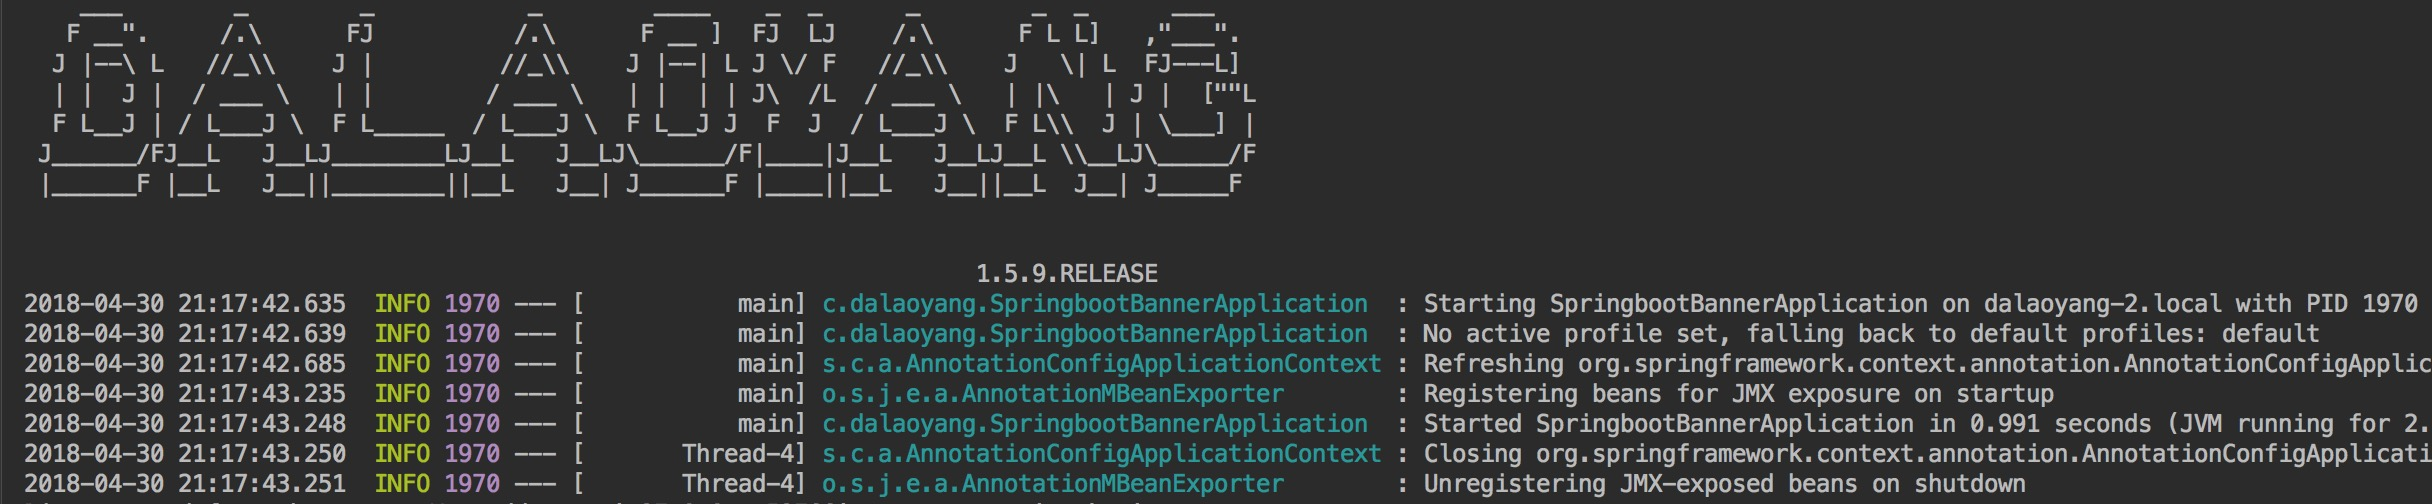 DALAOYANG
1.5.9.RELEASE
2018-04-30 21:17:42.635  INFO 1970 --- [           main] c.dalaoyang.SpringbootBannerApplication  : Starting SpringbootBannerApplication on dalaoyang-2.local with PID 1970
2018-04-30 21:17:42.639  INFO 1970 --- [           main] c.dalaoyang.SpringbootBannerApplication  : No active profile set, falling back to default profiles: default
2018-04-30 21:17:42.685  INFO 1970 --- [           main] s.c.a.AnnotationConfigApplicationContext : Refreshing org.springframework.context.annotation.AnnotationConfigApplic
2018-04-30 21:17:43.235  INFO 1970 --- [           main] o.s.j.e.a.AnnotationMBeanExporter        : Registering beans for JMX exposure on startup
2018-04-30 21:17:43.248  INFO 1970 --- [           main] c.dalaoyang.SpringbootBannerApplication  : Started SpringbootBannerApplication in 0.991 seconds (JVM running for 2.
2018-04-30 21:17:43.250  INFO 1970 --- [       Thread-4] s.c.a.AnnotationConfigApplicationContext : Closing org.springframework.context.annotation.AnnotationConfigApplicati
2018-04-30 21:17:43.251  INFO 1970 --- [       Thread-4] o.s.j.e.a.AnnotationMBeanExporter        : Unregistering JMX-exposed beans on shutdown